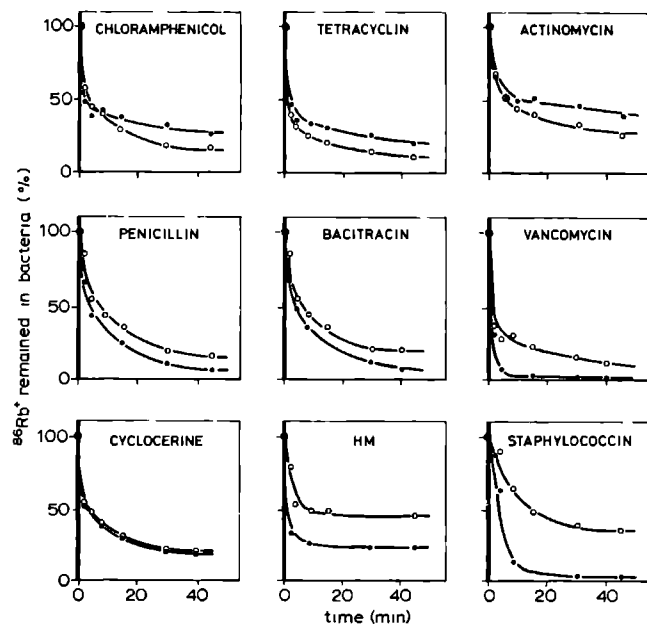 CHLORAMPHENICOL
TETRACYCLIN
ACTINOMYCIN
100
50
0
PENICILLIN
BACITRACIN
VANCOMYCIN
100
50
0
CYCLOCERINE
HM
STAPHYLOCOCCIN
100
50
0
0 20 40
0 20 40
0 20 40
time (min)
⁸⁶Rb⁺ remained in bacteria (%)